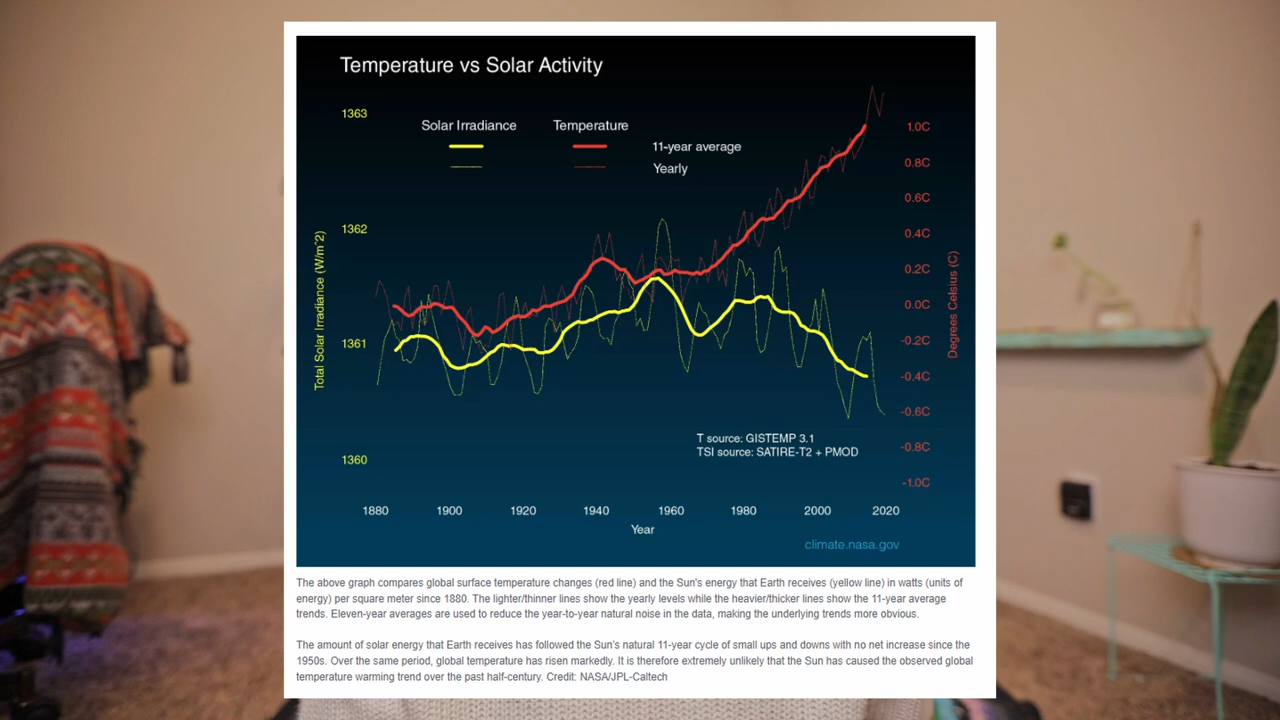 Temperature vs Solar Activity
1363
Solar Irradiance
Temperature
1.0C
11-year average
0.8C
Yearly
0.6C
1362
0.4C
0.2C
Total Solar Irradiance (W/m^2)
Degrees Celsius (C)
0.0C
1361
-0.2C
-0.4C
-0.6C
T source: GISTEMP 3.1
-0.8C
TSI source: SATIRE-T2 + PMOD
1360
-1.0C
1880 1900 1920 1940 1960 1980 2000 2020
Year
climate.nasa.gov
The above graph compares global surface temperature changes (red line) and the Sun's energy that Earth receives (yellow line) in watts (units of
energy) per square meter since 1880. The lighter/thinner lines show the yearly levels while the heavier/thicker lines show the 11-year average
trends. Eleven-year averages are used to reduce the year-to-year natural noise in the data, making the underlying trends more obvious.
The amount of solar energy that Earth receives has followed the Sun's natural 11-year cycle of small ups and downs with no net increase since the
1950s. Over the same period, global temperature has risen markedly. It is therefore extremely unlikely that the Sun has caused the observed global
temperature warming trend over the past half-century. Credit: NASA/JPL-Caltech